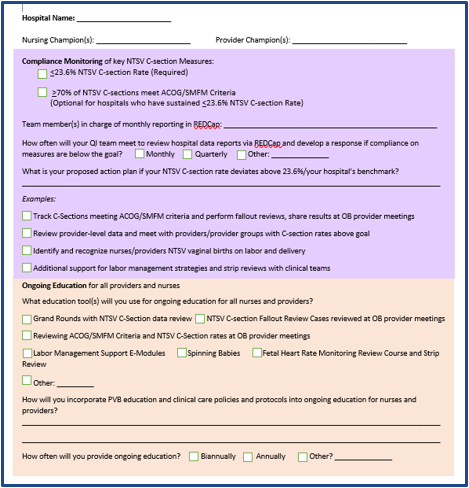 Hospital Name: ____________________
Nursing Champion(s): ____________________ Provider Champion(s): ____________________
Compliance Monitoring of key NTSV C-section Measures:
☐ <23.6% NTSV C-section Rate (Required)
☐ ≥70% of NTSV C-sections meet ACOG/SMFM Criteria
(Optional for hospitals who have sustained <23.6% NTSV C-section Rate)
Team member(s) in charge of monthly reporting in REDCap: ____________________
How often will your QI team meet to review hospital data reports via REDCap and develop a response if compliance on
measures are below the goal? ☐ Monthly ☐ Quarterly ☐ Other: ____________
What is your proposed action plan if your NTSV C-section rate deviates above 23.6%/your hospital's benchmark?
____________________
Examples:
☐ Track C-Sections meeting ACOG/SMFM criteria and perform fallout reviews, share results at OB provider meetings
☐ Review provider-level data and meet with providers/provider groups with C-section rates above goal
☐ Identify and recognize nurses/providers NTSV vaginal births on labor and delivery
☐ Additional support for labor management strategies and strip reviews with clinical teams
Ongoing Education for all providers and nurses
What education tool(s) will you use for ongoing education for all nurses and providers?
☐ Grand Rounds with NTSV C-Section data review ☐ NTSV C-section Fallout Review Cases reviewed at OB provider meetings
☐ Reviewing ACOG/SMFM Criteria and NTSV C-Section rates at OB provider meetings
☐ Labor Management Support E-Modules ☐ Spinning Babies ☐ Fetal Heart Rate Monitoring Review Course and Strip
Review
☐ Other: ________
How will you incorporate PVB education and clinical care policies and protocols into ongoing education for nurses and
providers?
____________________
____________________
How often will you provide ongoing education? ☐ Biannually ☐ Annually ☐ Other? ____________